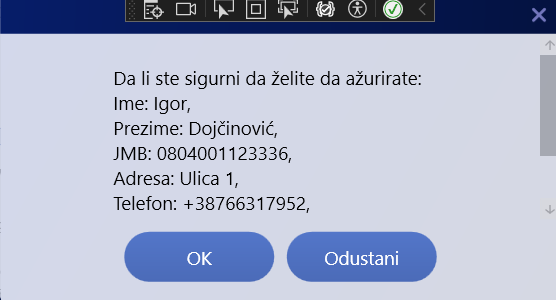 Da li ste sigurni da želite da ažurirate:
Ime: Igor,
Prezime: Dojčinović,
JMB: 0804001123336,
Adresa: Ulica 1,
Telefon: +38766317952,
OK
Odustani